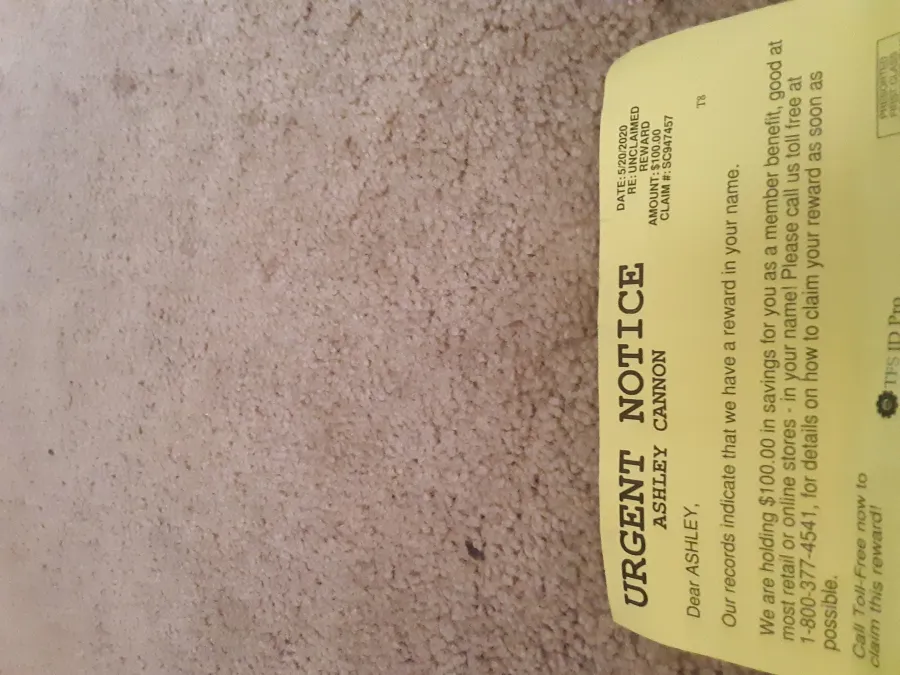 URGENT NOTICE
ASHLEY CANNON
DATE: 5/20/2020
RE: UNCLAIMED
REWARD
AMOUNT: $100.00
CLAIM #: SC947457
T8
Dear ASHLEY,
Our records indicate that we have a reward in your name.
We are holding $100.00 in savings for you as a member benefit, good at
most retail or online stores - in your name! Please call us toll free at
1-800-377-4541, for details on how to claim your reward as soon as
possible.
Call Toll-Free now to
claim this reward!
TFS ID Pro
PRESORTED
FIRST CLASS